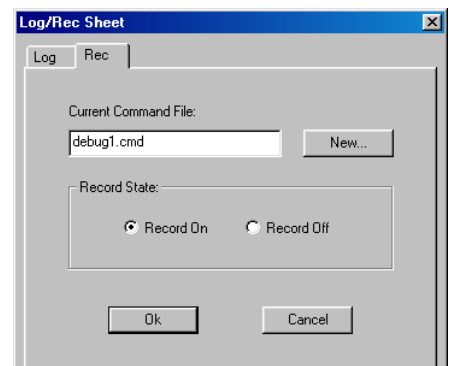 Log/Rec Sheet
Log Rec
Current Command File:
debug1.cmd New...
Record State:
Record On Record Off
Ok Cancel